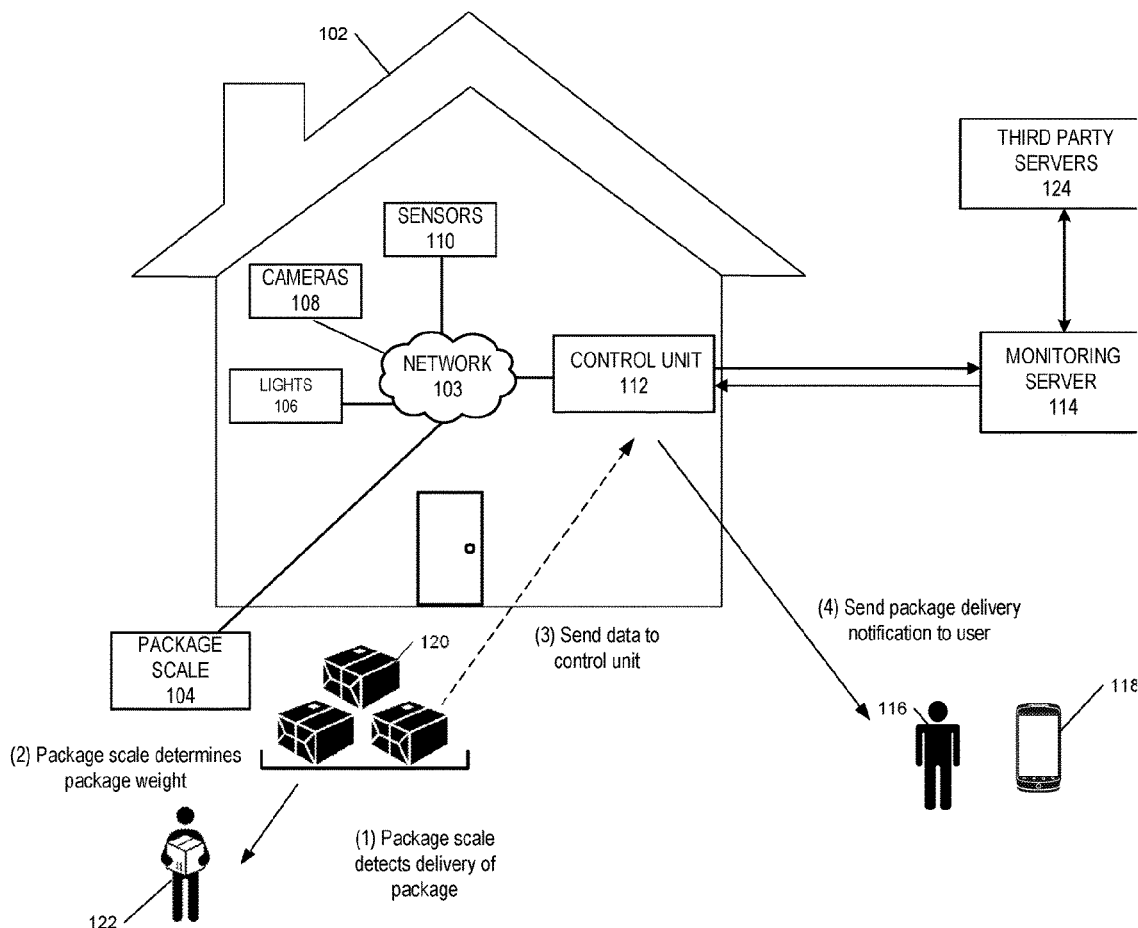 102
THIRD PARTY
SERVERS
124
SENSORS
110
CAMERAS
108
NETWORK
103
CONTROL UNIT
112
MONITORING
SERVER
114
LIGHTS
106
PACKAGE
SCALE
104
120
(3) Send data to
control unit
(4) Send package delivery
notification to user
116
118
(2) Package scale determines
package weight
(1) Package scale
detects delivery of
package
122